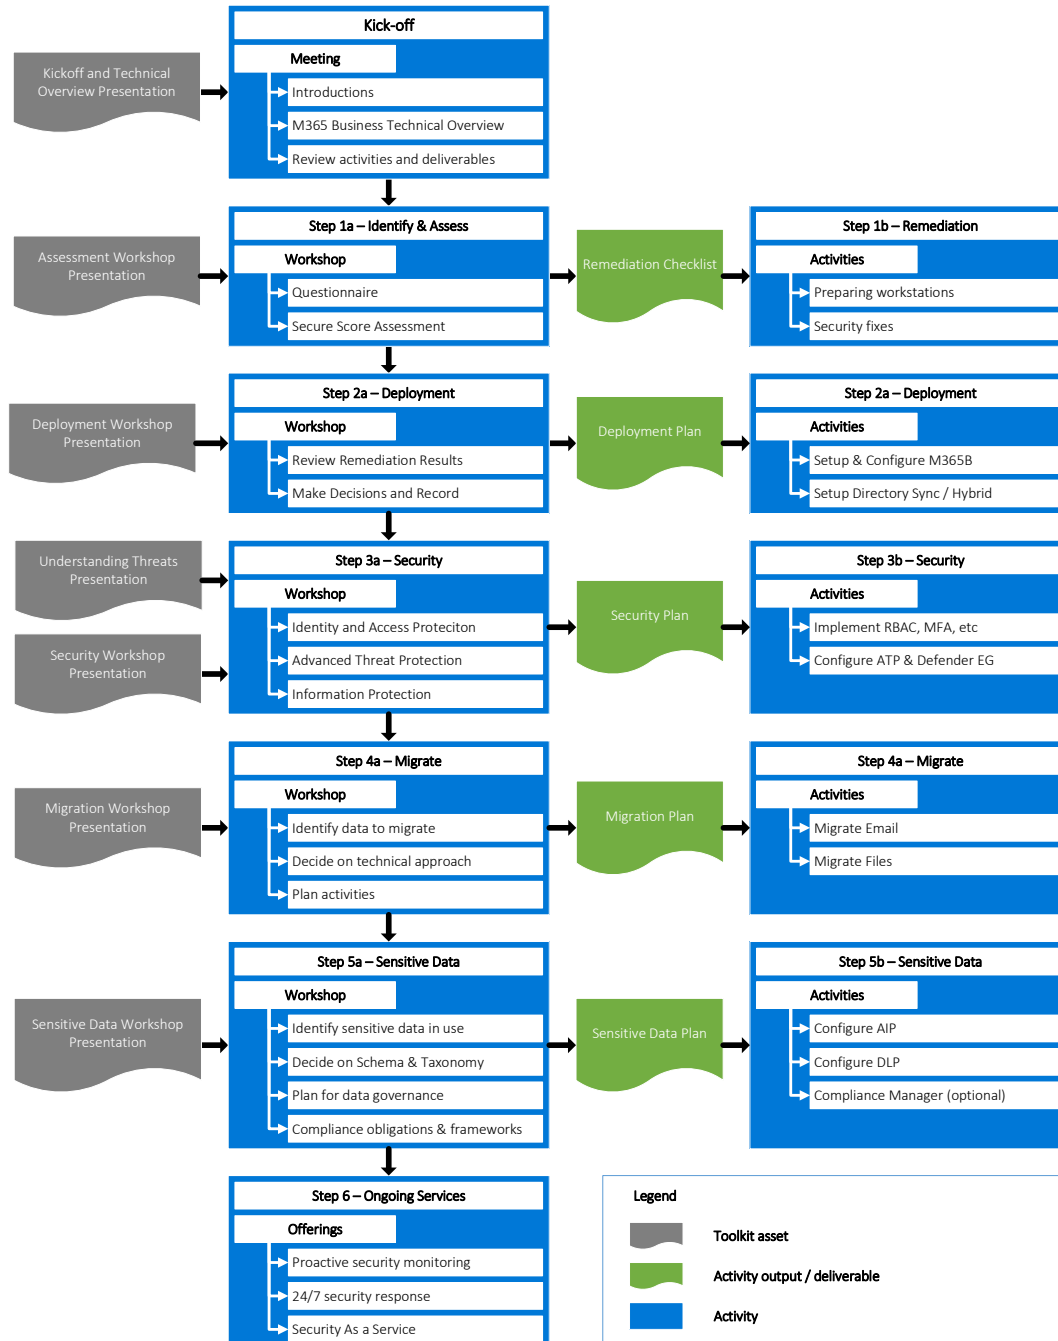 Kick-off
Kickoff and Technical
Overview Presentation
Meeting
Introductions
M365 Business Technical Overview
Review activities and deliverables
Assessment Workshop
Presentation
Step 1a – Identify & Assess
Workshop
Questionnaire
Secure Score Assessment
Remediation Checklist
Step 1b – Remediation
Activities
Preparing workstations
Security fixes
Deployment Workshop
Presentation
Step 2a – Deployment
Workshop
Review Remediation Results
Make Decisions and Record
Deployment Plan
Step 2a – Deployment
Activities
Setup & Configure M365B
Setup Directory Sync / Hybrid
Understanding Threats
Presentation
Security Workshop
Presentation
Step 3a – Security
Workshop
Identity and Access Proteciton
Advanced Threat Protection
Information Protection
Security Plan
Step 3b – Security
Activities
Implement RBAC, MFA, etc
Configure ATP & Defender EG
Migration Workshop
Presentation
Step 4a – Migrate
Workshop
Identify data to migrate
Decide on technical approach
Plan activities
Migration Plan
Step 4a – Migrate
Activities
Migrate Email
Migrate Files
Sensitive Data Workshop
Presentation
Step 5a – Sensitive Data
Workshop
Identify sensitive data in use
Decide on Schema & Taxonomy
Plan for data governance
Compliance obligations & frameworks
Sensitive Data Plan
Step 5b – Sensitive Data
Activities
Configure AIP
Configure DLP
Compliance Manager (optional)
Step 6 – Ongoing Services
Offerings
Proactive security monitoring
24/7 security response
Security As a Service
Legend
Toolkit asset
Activity output / deliverable
Activity